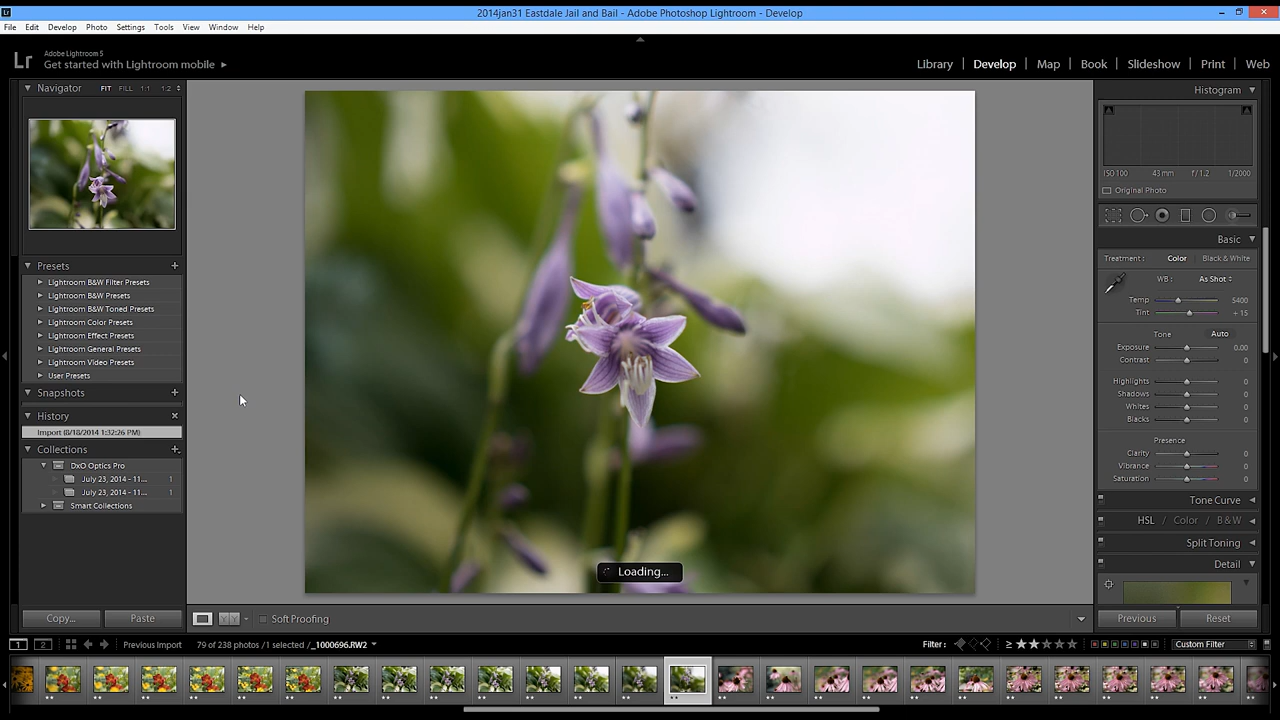 2014jan31 Eastdale Jail and Bail - Adobe Photoshop Lightroom - Develop
File Edit Develop Photo Settings Tools View Window Help
Lr
Adobe Lightroom 5
Get started with Lightroom mobile
Library | Develop | Map | Book | Slideshow | Print | Web
Navigator FIT FILL 1:1 1:2
Presets +
Lightroom B&W Filter Presets
Lightroom B&W Presets
Lightroom B&W Toned Presets
Lightroom Color Presets
Lightroom Effect Presets
Lightroom General Presets
Lightroom Video Presets
User Presets
Snapshots +
History ×
Import (8/18/2014 1:32:26 PM)
Collections +
DxO Optics Pro
July 23, 2014 - 11... 1
July 23, 2014 - 11... 1
Smart Collections
Copy... Paste
Loading...
Soft Proofing
Histogram
ISO 100 43 mm f / 1.2 1/2000
Original Photo
Basic
Treatment : Color Black & White
WB : As Shot
Temp 5400
Tint + 15
Tone Auto
Exposure 0.00
Contrast 0
Highlights 0
Shadows 0
Whites 0
Blacks 0
Presence
Clarity 0
Vibrance 0
Saturation 0
Tone Curve
HSL / Color / B & W
Split Toning
Detail
Previous Reset
1 2 Previous Import 79 of 238 photos / 1 selected / _1000696.RW2
Filter : ≥ ★★★★★ Custom Filter